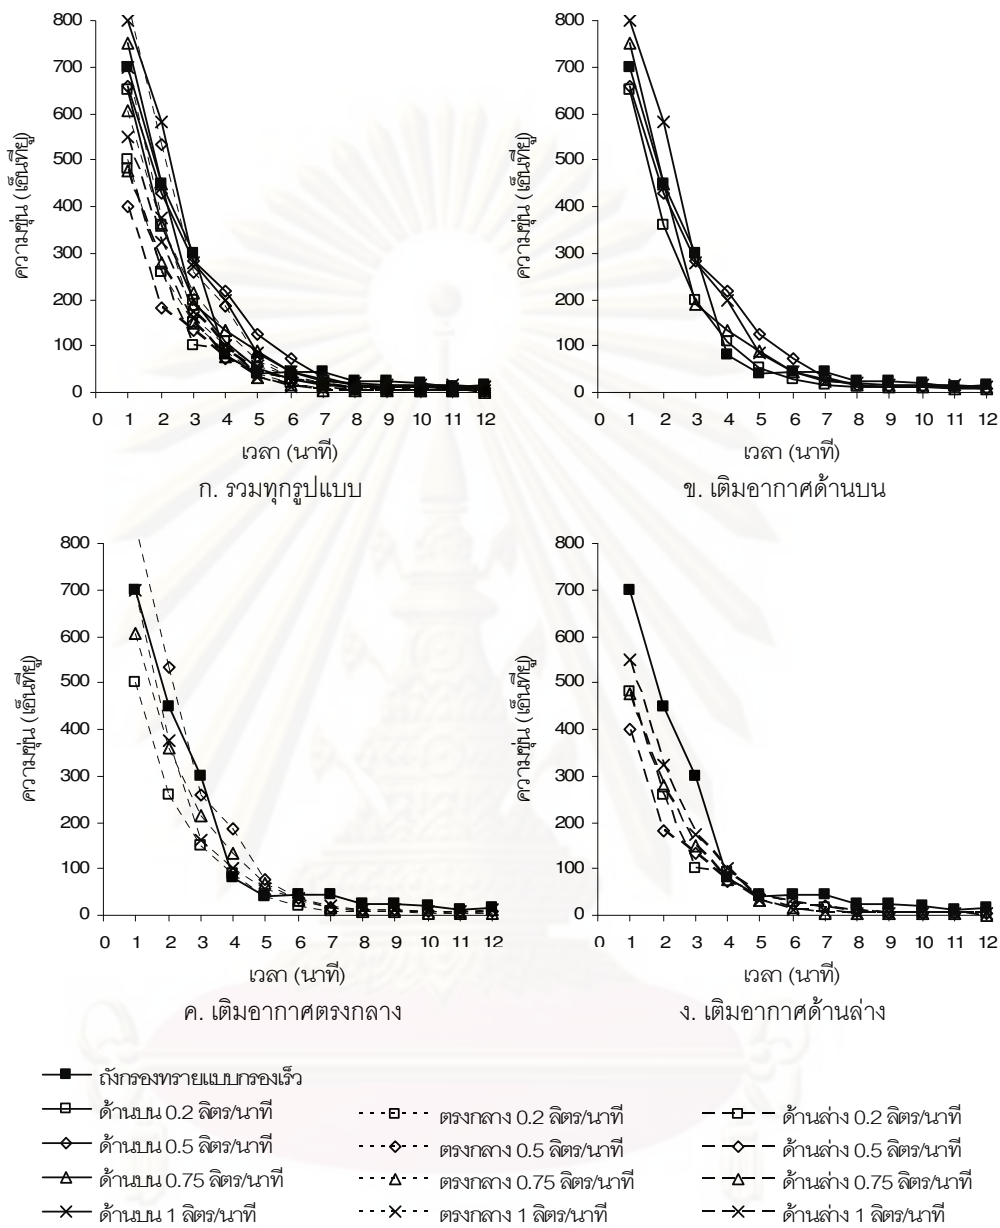 800
700
600
500
400
300
200
100
0
ความขุ่น (เอ็นทียู)
0 1 2 3 4 5 6 7 8 9 10 11 12
เวลา (นาที)
ก. รวมทุกรูปแบบ
800
700
600
500
400
300
200
100
0
ความขุ่น (เอ็นทียู)
0 1 2 3 4 5 6 7 8 9 10 11 12
เวลา (นาที)
ข. เติมอากาศด้านบน
800
700
600
500
400
300
200
100
0
ความขุ่น (เอ็นทียู)
0 1 2 3 4 5 6 7 8 9 10 11 12
เวลา (นาที)
ค. เติมอากาศตรงกลาง
800
700
600
500
400
300
200
100
0
ความขุ่น (เอ็นทียู)
0 1 2 3 4 5 6 7 8 9 10 11 12
เวลา (นาที)
ง. เติมอากาศด้านล่าง
ถังกรองทรายแบบกรองเร็ว
ด้านบน 0.2 ลิตร/นาที ตรงกลาง 0.2 ลิตร/นาที ด้านล่าง 0.2 ลิตร/นาที
ด้านบน 0.5 ลิตร/นาที ตรงกลาง 0.5 ลิตร/นาที ด้านล่าง 0.5 ลิตร/นาที
ด้านบน 0.75 ลิตร/นาที ตรงกลาง 0.75 ลิตร/นาที ด้านล่าง 0.75 ลิตร/นาที
ด้านบน 1 ลิตร/นาที ตรงกลาง 1 ลิตร/นาที ด้านล่าง 1 ลิตร/นาที